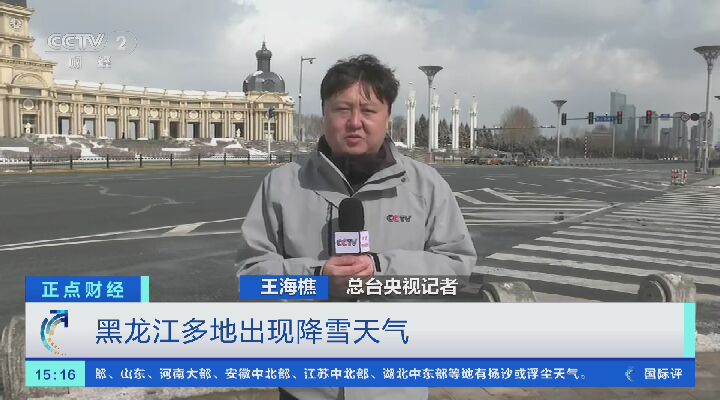 CCTV 2
财经
CCTV
CCTV
正点财经
王海樵 总台央视记者
黑龙江多地出现降雪天气
15:16
部、山东、河南大部、安徽中北部、江苏中北部、湖北中东部等地有扬沙或浮尘天气。 国际评